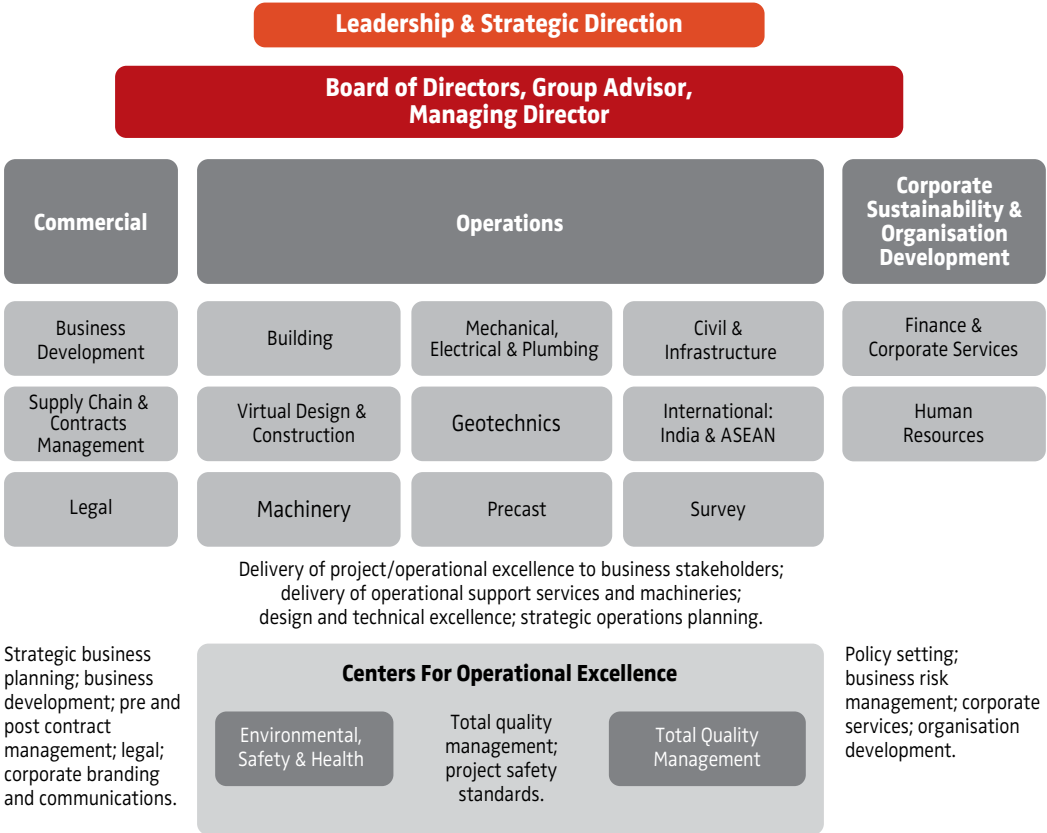 Leadership & Strategic Direction
Board of Directors, Group Advisor,
Managing Director
Commercial
Operations
Corporate
Sustainability &
Organisation
Development
Business
Development
Building
Mechanical,
Electrical & Plumbing
Civil &
Infrastructure
Finance &
Corporate Services
Supply Chain &
Contracts
Management
Virtual Design &
Construction
Geotechnics
International:
India & ASEAN
Human
Resources
Legal
Machinery
Precast
Survey
Delivery of project/operational excellence to business stakeholders;
delivery of operational support services and machineries;
design and technical excellence; strategic operations planning.
Strategic business
planning; business
development; pre and
post contract
management; legal;
corporate branding
and communications.
Centers For Operational Excellence
Environmental,
Safety & Health
Total quality
management;
project safety
standards.
Total Quality
Management
Policy setting;
business risk
management; corporate
services; organisation
development.